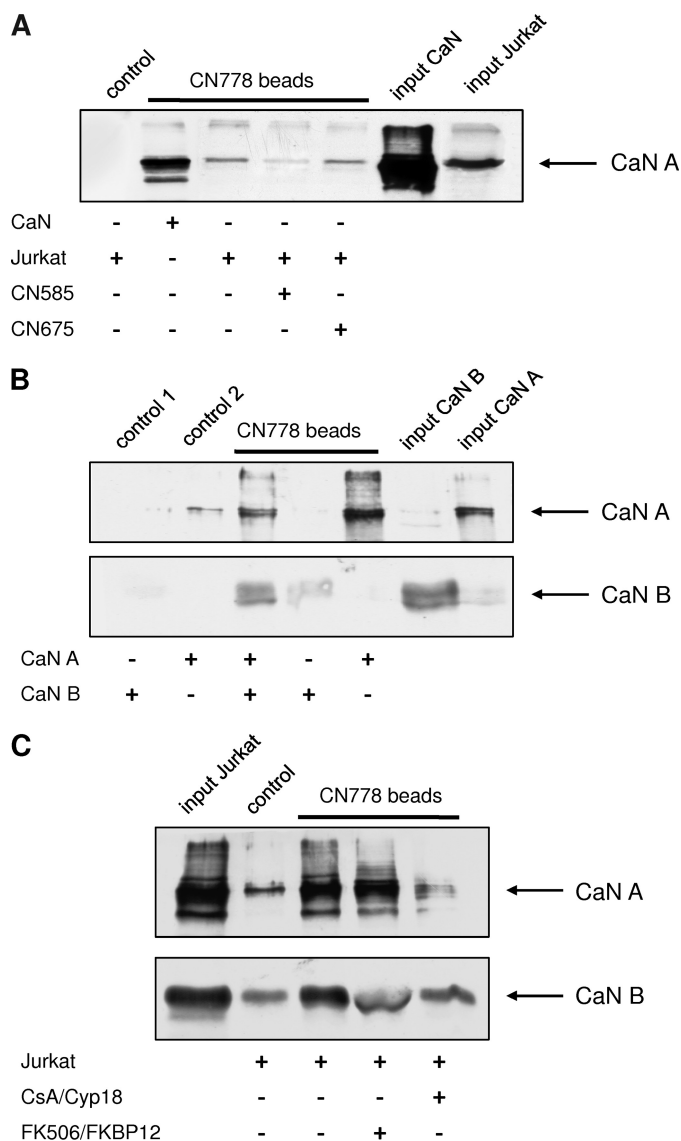 A
control CN778 beads input CaN input Jurkat
CaN A
CaN - + - - -
Jurkat + - + + +
CN585 - - - + -
CN675 - - - - +
B
control 1 control 2 CN778 beads input CaN B input CaN A
CaN A
CaN B
CaN A - + + - +
CaN B + - + + -
C
input Jurkat control CN778 beads
CaN A
CaN B
Jurkat + + + +
CsA/Cyp18 - - - +
FK506/FKBP12 - - + -